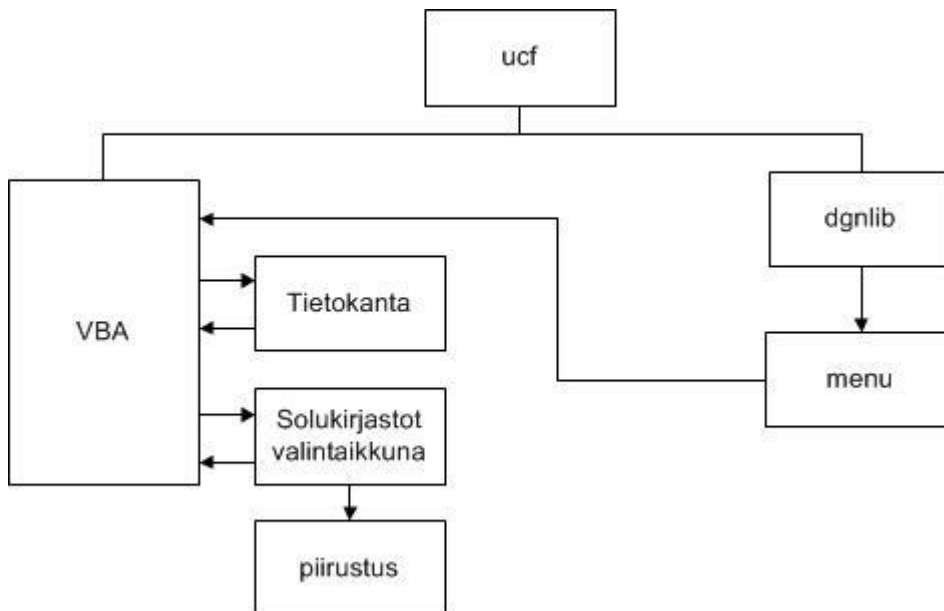 ucf
dgnlib
VBA
Tietokanta
menu
Solukirjastot
valintaikkuna
piirustus